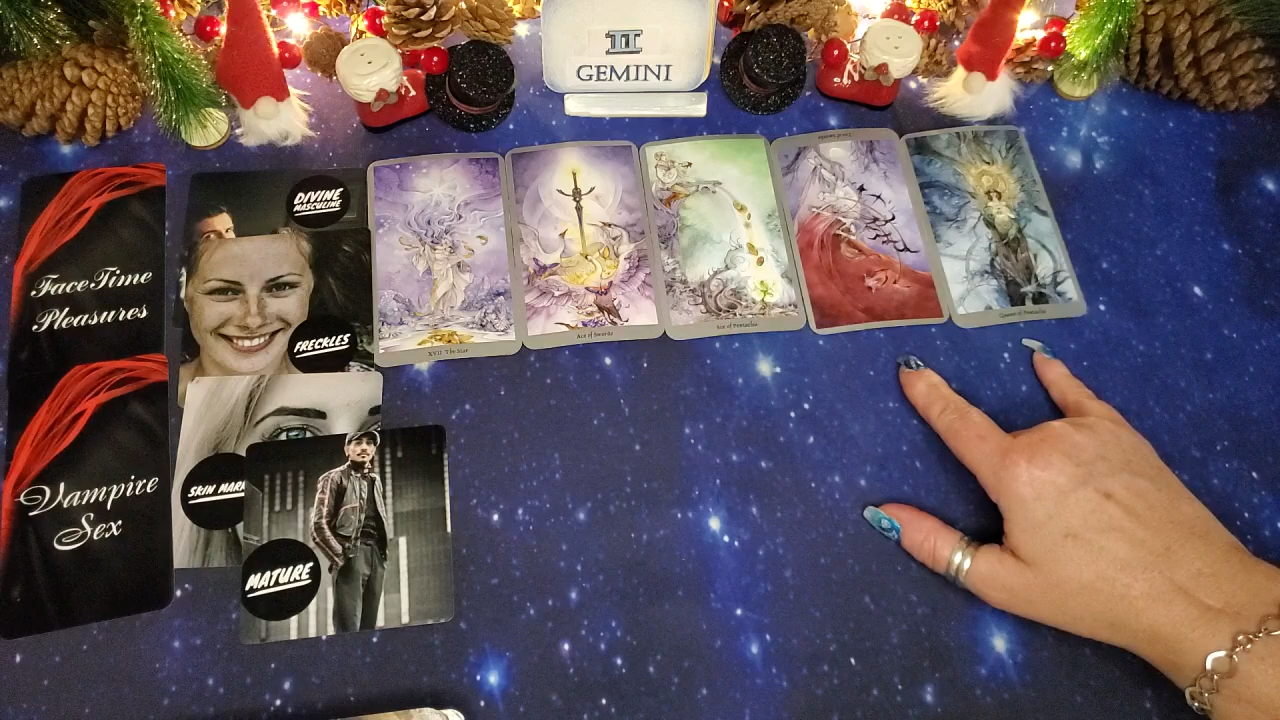 II
GEMINI
DIVINE
MASCULINE
FaceTime
Pleasures
FRECKLES
XVII The Star
Ace of Swords
Ace of Pentacles
Queen of Pentacles
Vampire
Sex
SKIN MARK
MATURE